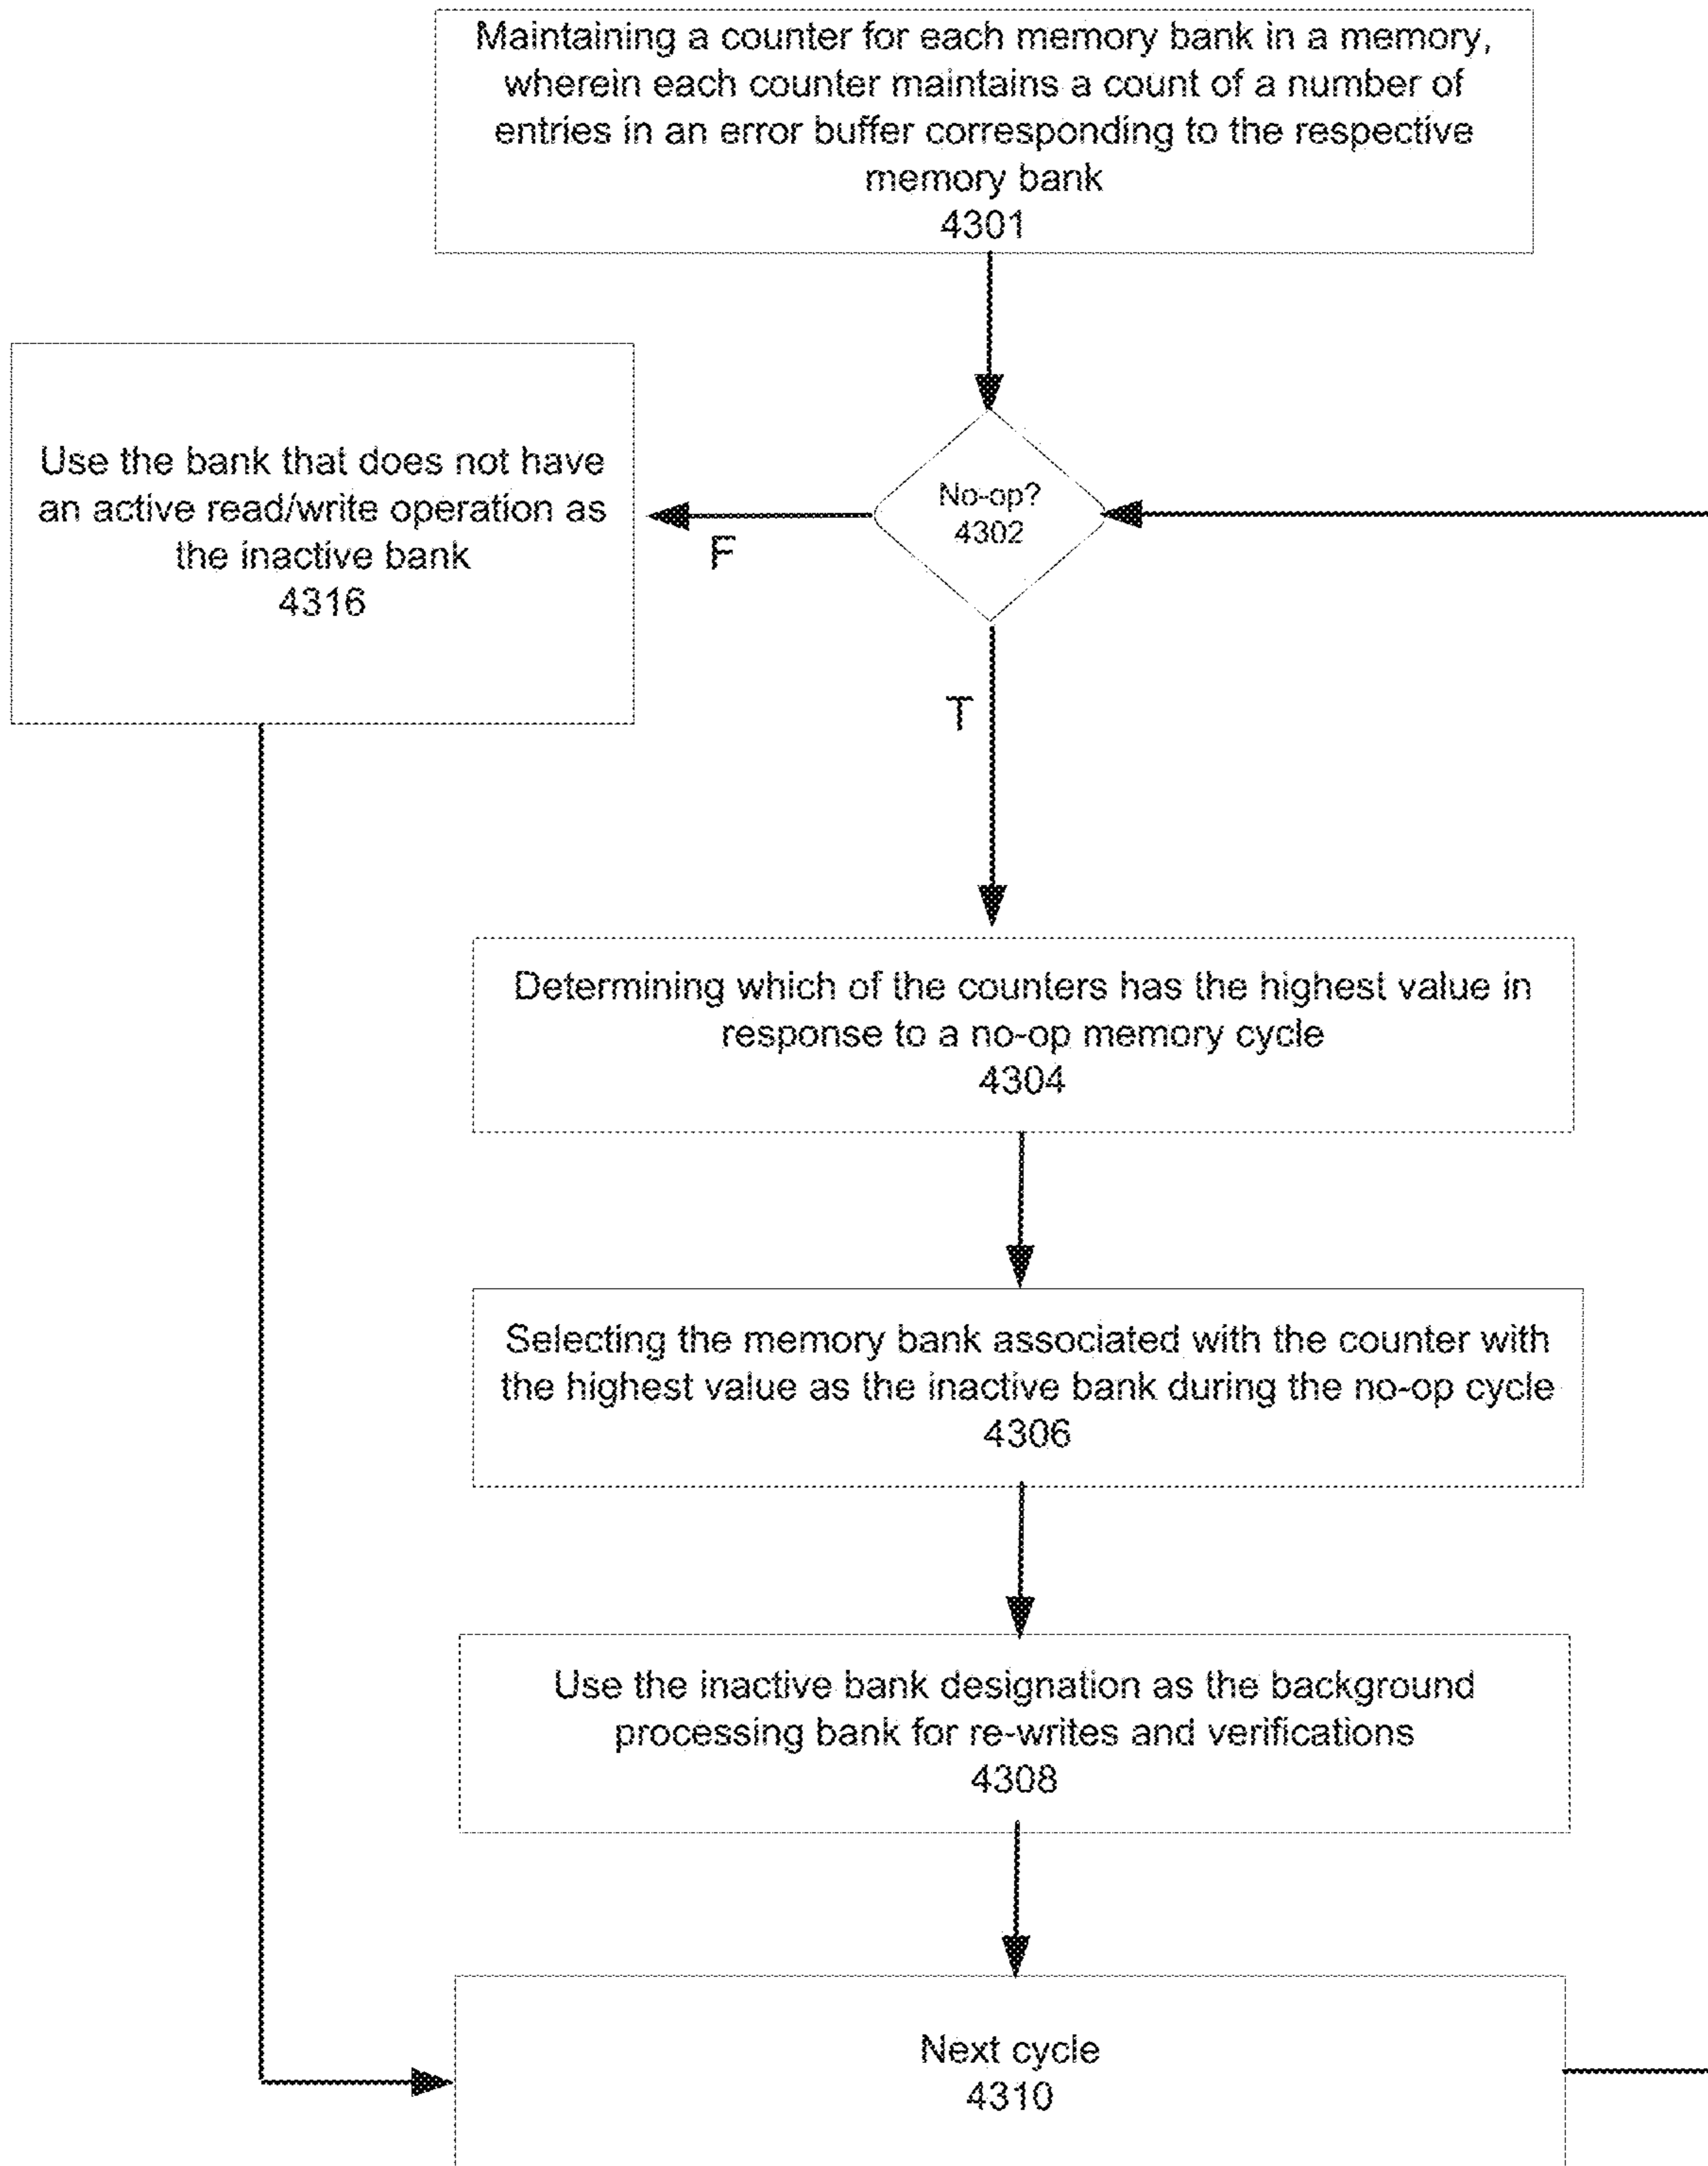 Maintaining a counter for each memory bank in a memory,
wherein each counter maintains a count of a number of
entries in an error buffer corresponding to the respective
memory bank
4301
Use the bank that does not have
an active read/write operation as
the inactive bank
4316
No-op?
4302
F
T
Determining which of the counters has the highest value in
response to a no-op memory cycle
4304
Selecting the memory bank associated with the counter with
the highest value as the inactive bank during the no-op cycle
4306
Use the inactive bank designation as the background
processing bank for re-writes and verifications
4308
Next cycle
4310